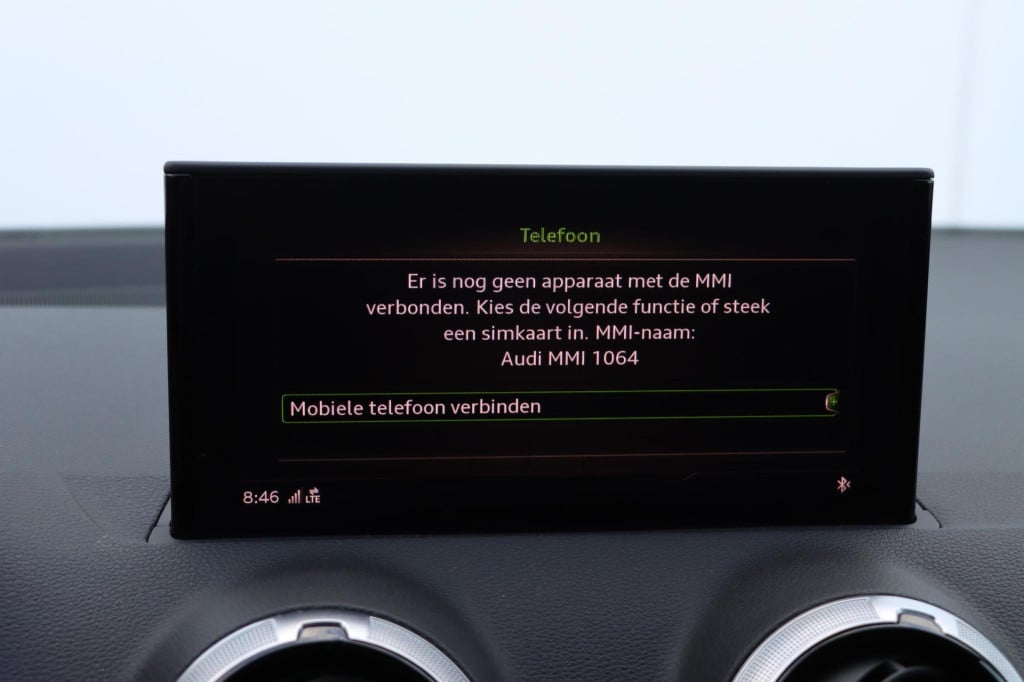 Telefoon
Er is nog geen apparaat met de MMI
verbonden. Kies de volgende functie of steek
een simkaart in. MMI-naam:
Audi MMI 1064
Mobiele telefoon verbinden
8:46 LTE